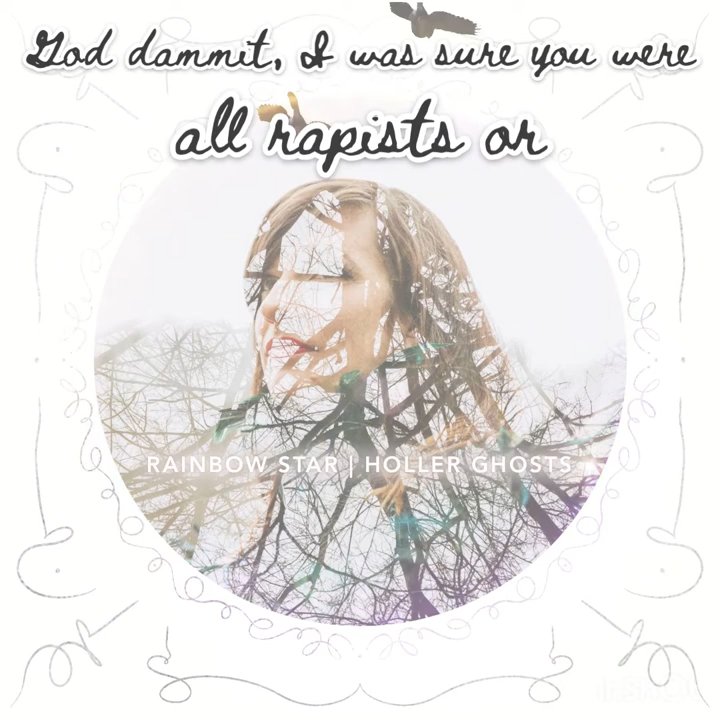 God dammit, I was sure you were
all rapists or
RAINBOW STAR | HOLLER GHOSTS